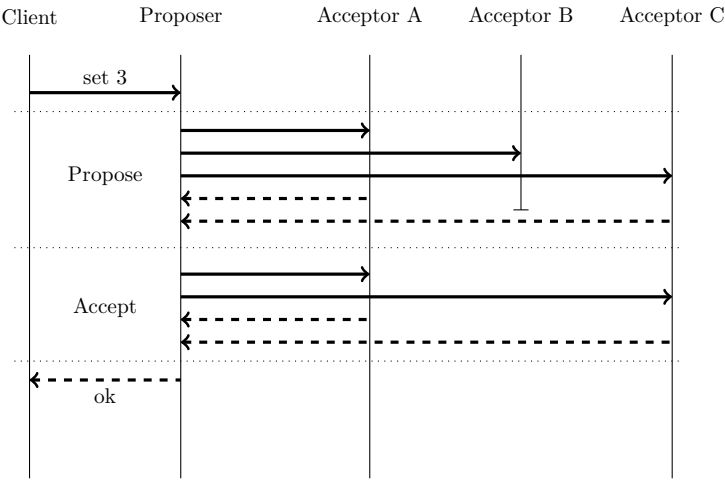 Client Proposer Acceptor A Acceptor B Acceptor C
set 3
Propose
Accept
ok